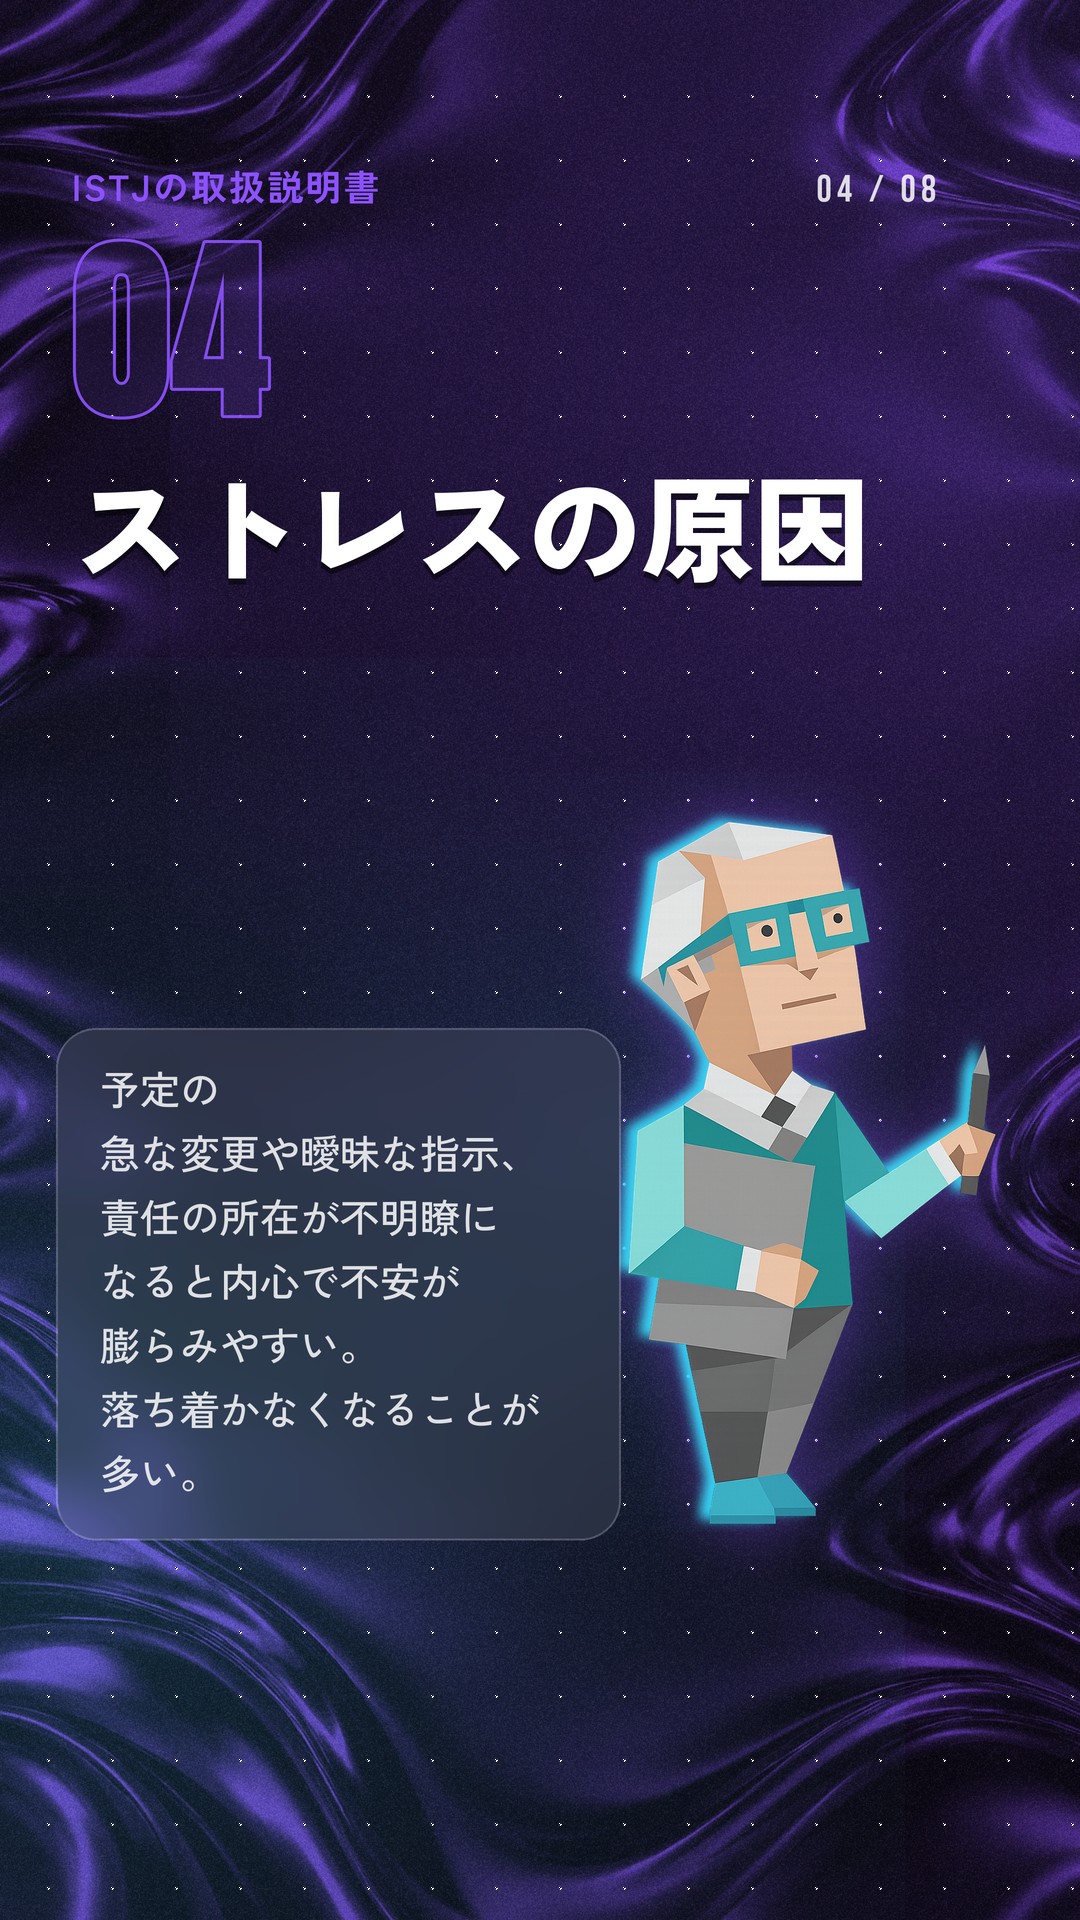 ISTJの取扱説明書
04 / 08
04
ストレスの原因
予定の
急な変更や曖昧な指示、
責任の所在が不明瞭に
なると内心で不安が
膨らみやすい。
落ち着かなくなることが
多い。